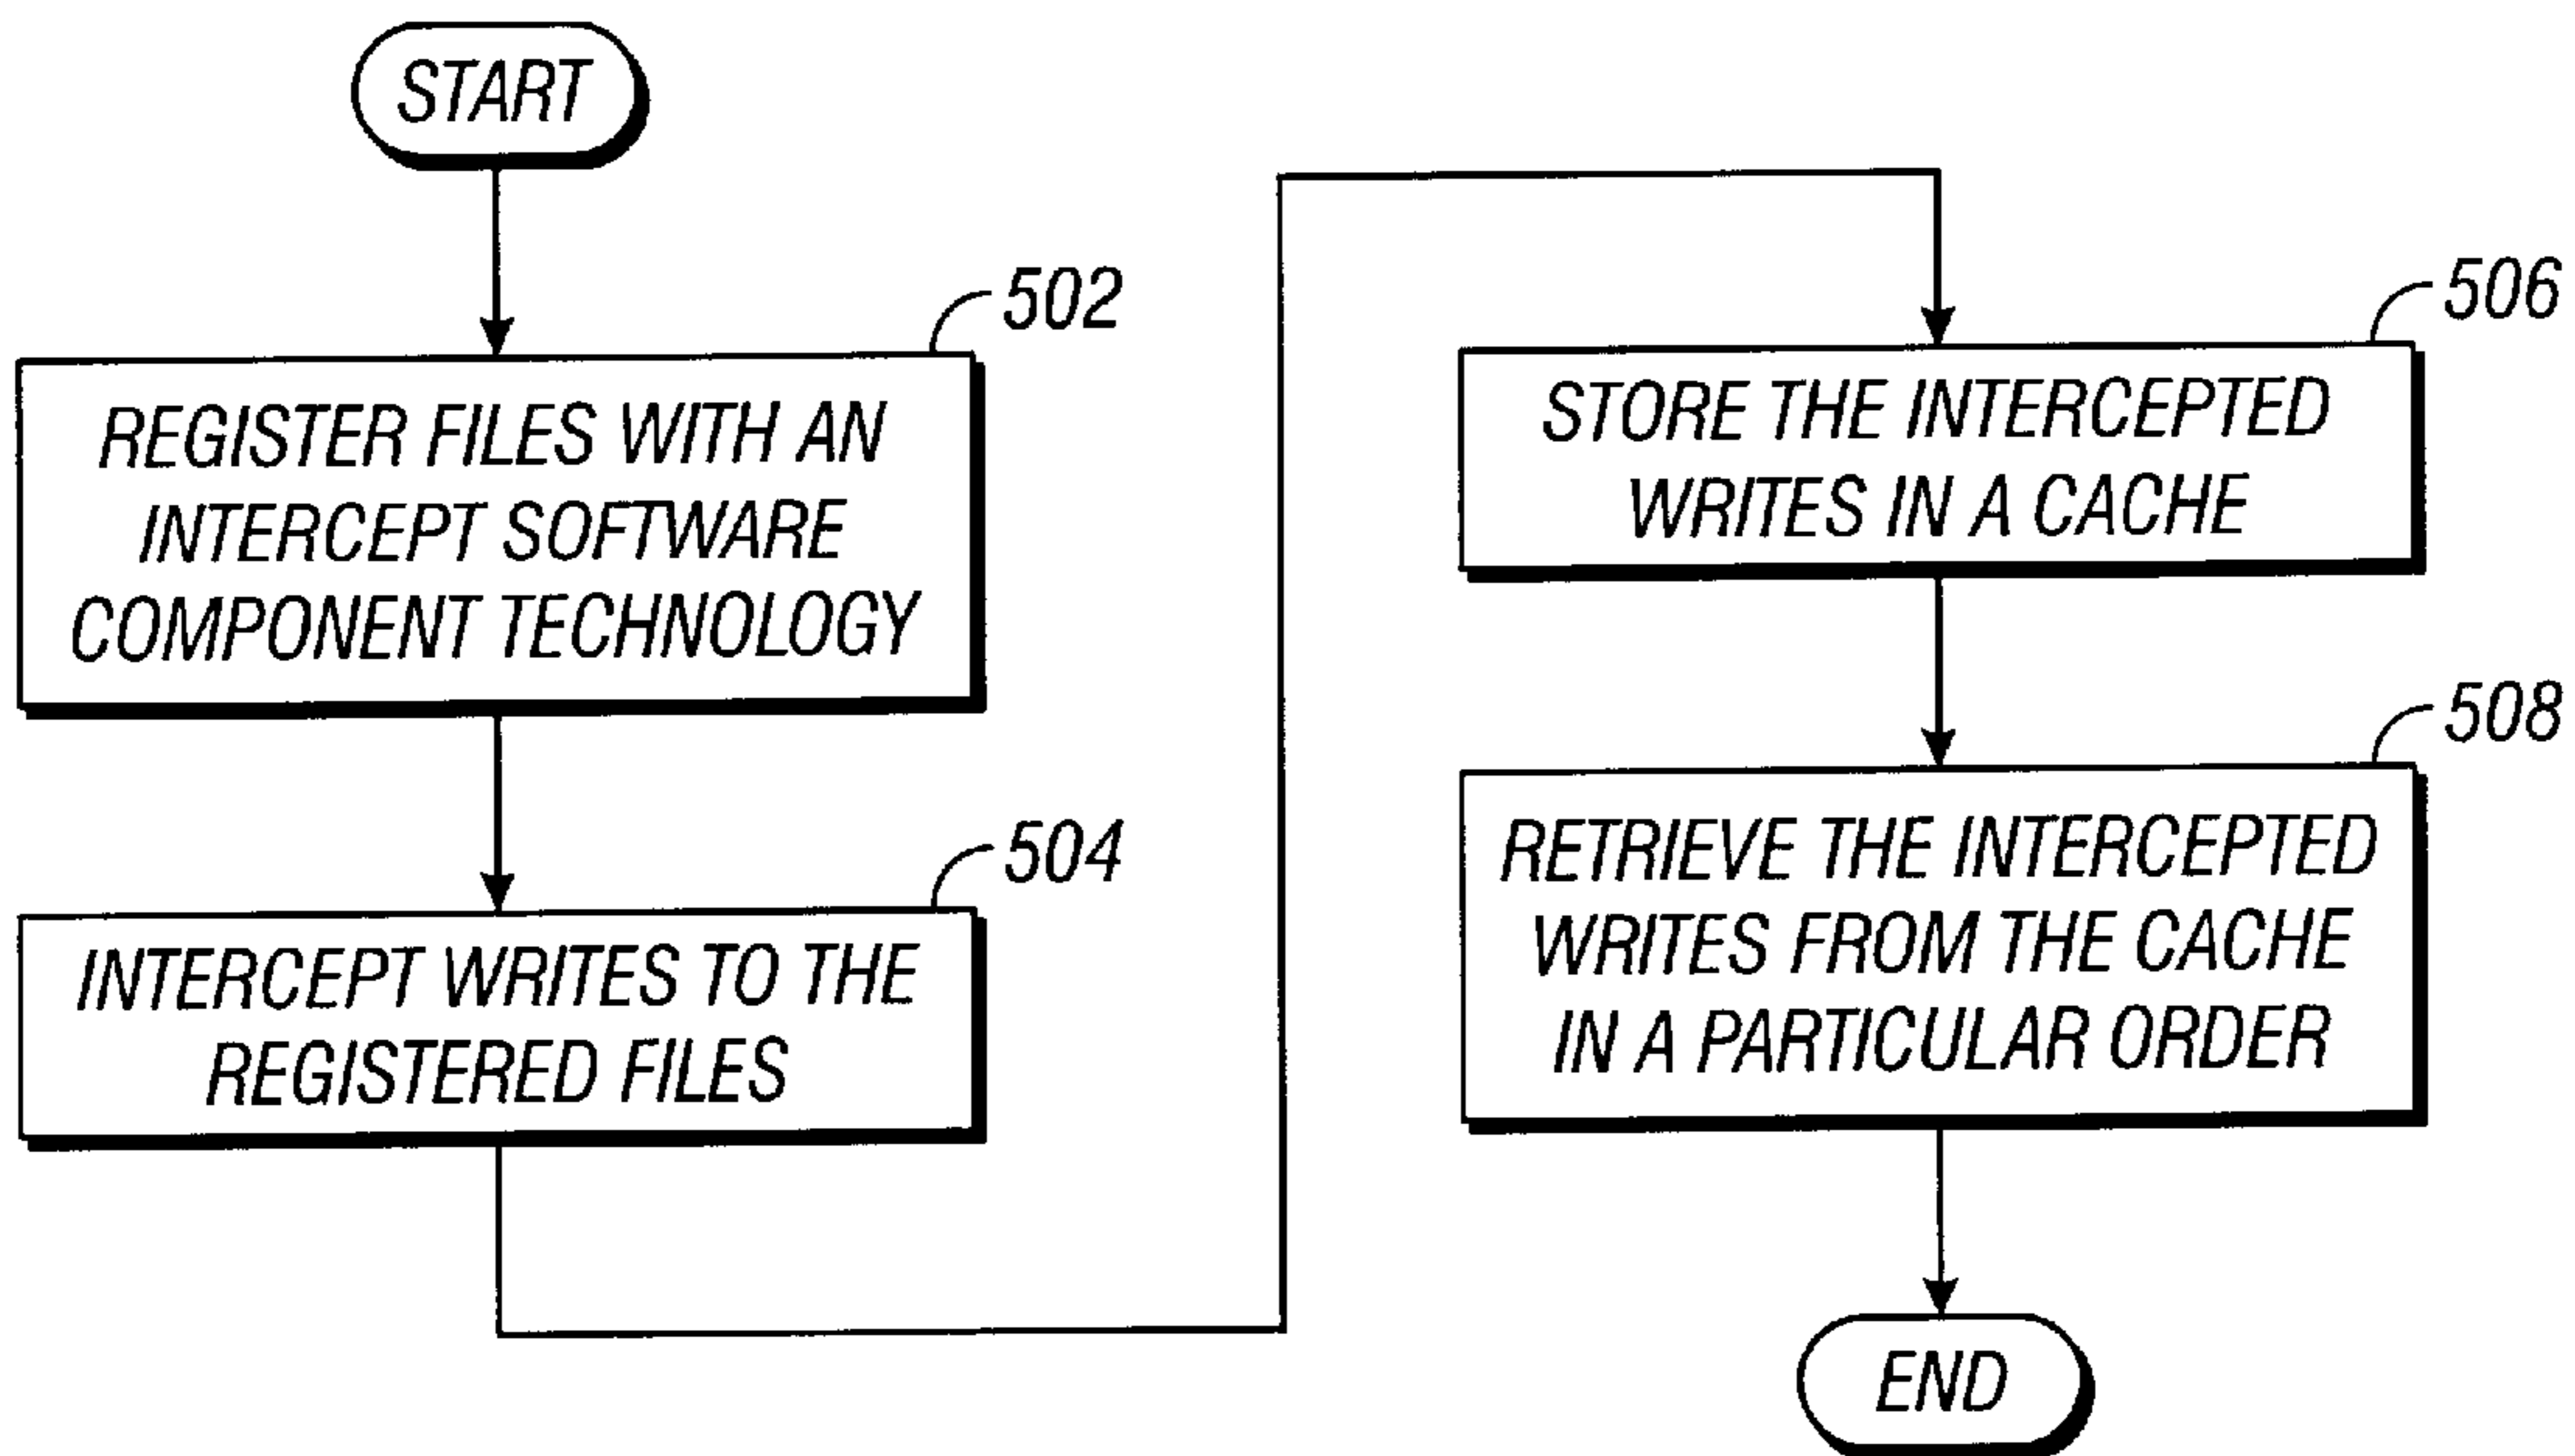 START
502
REGISTER FILES WITH AN
INTERCEPT SOFTWARE
COMPONENT TECHNOLOGY
504
INTERCEPT WRITES TO THE
REGISTERED FILES
506
STORE THE INTERCEPTED
WRITES IN A CACHE
508
RETRIEVE THE INTERCEPTED
WRITES FROM THE CACHE
IN A PARTICULAR ORDER
END